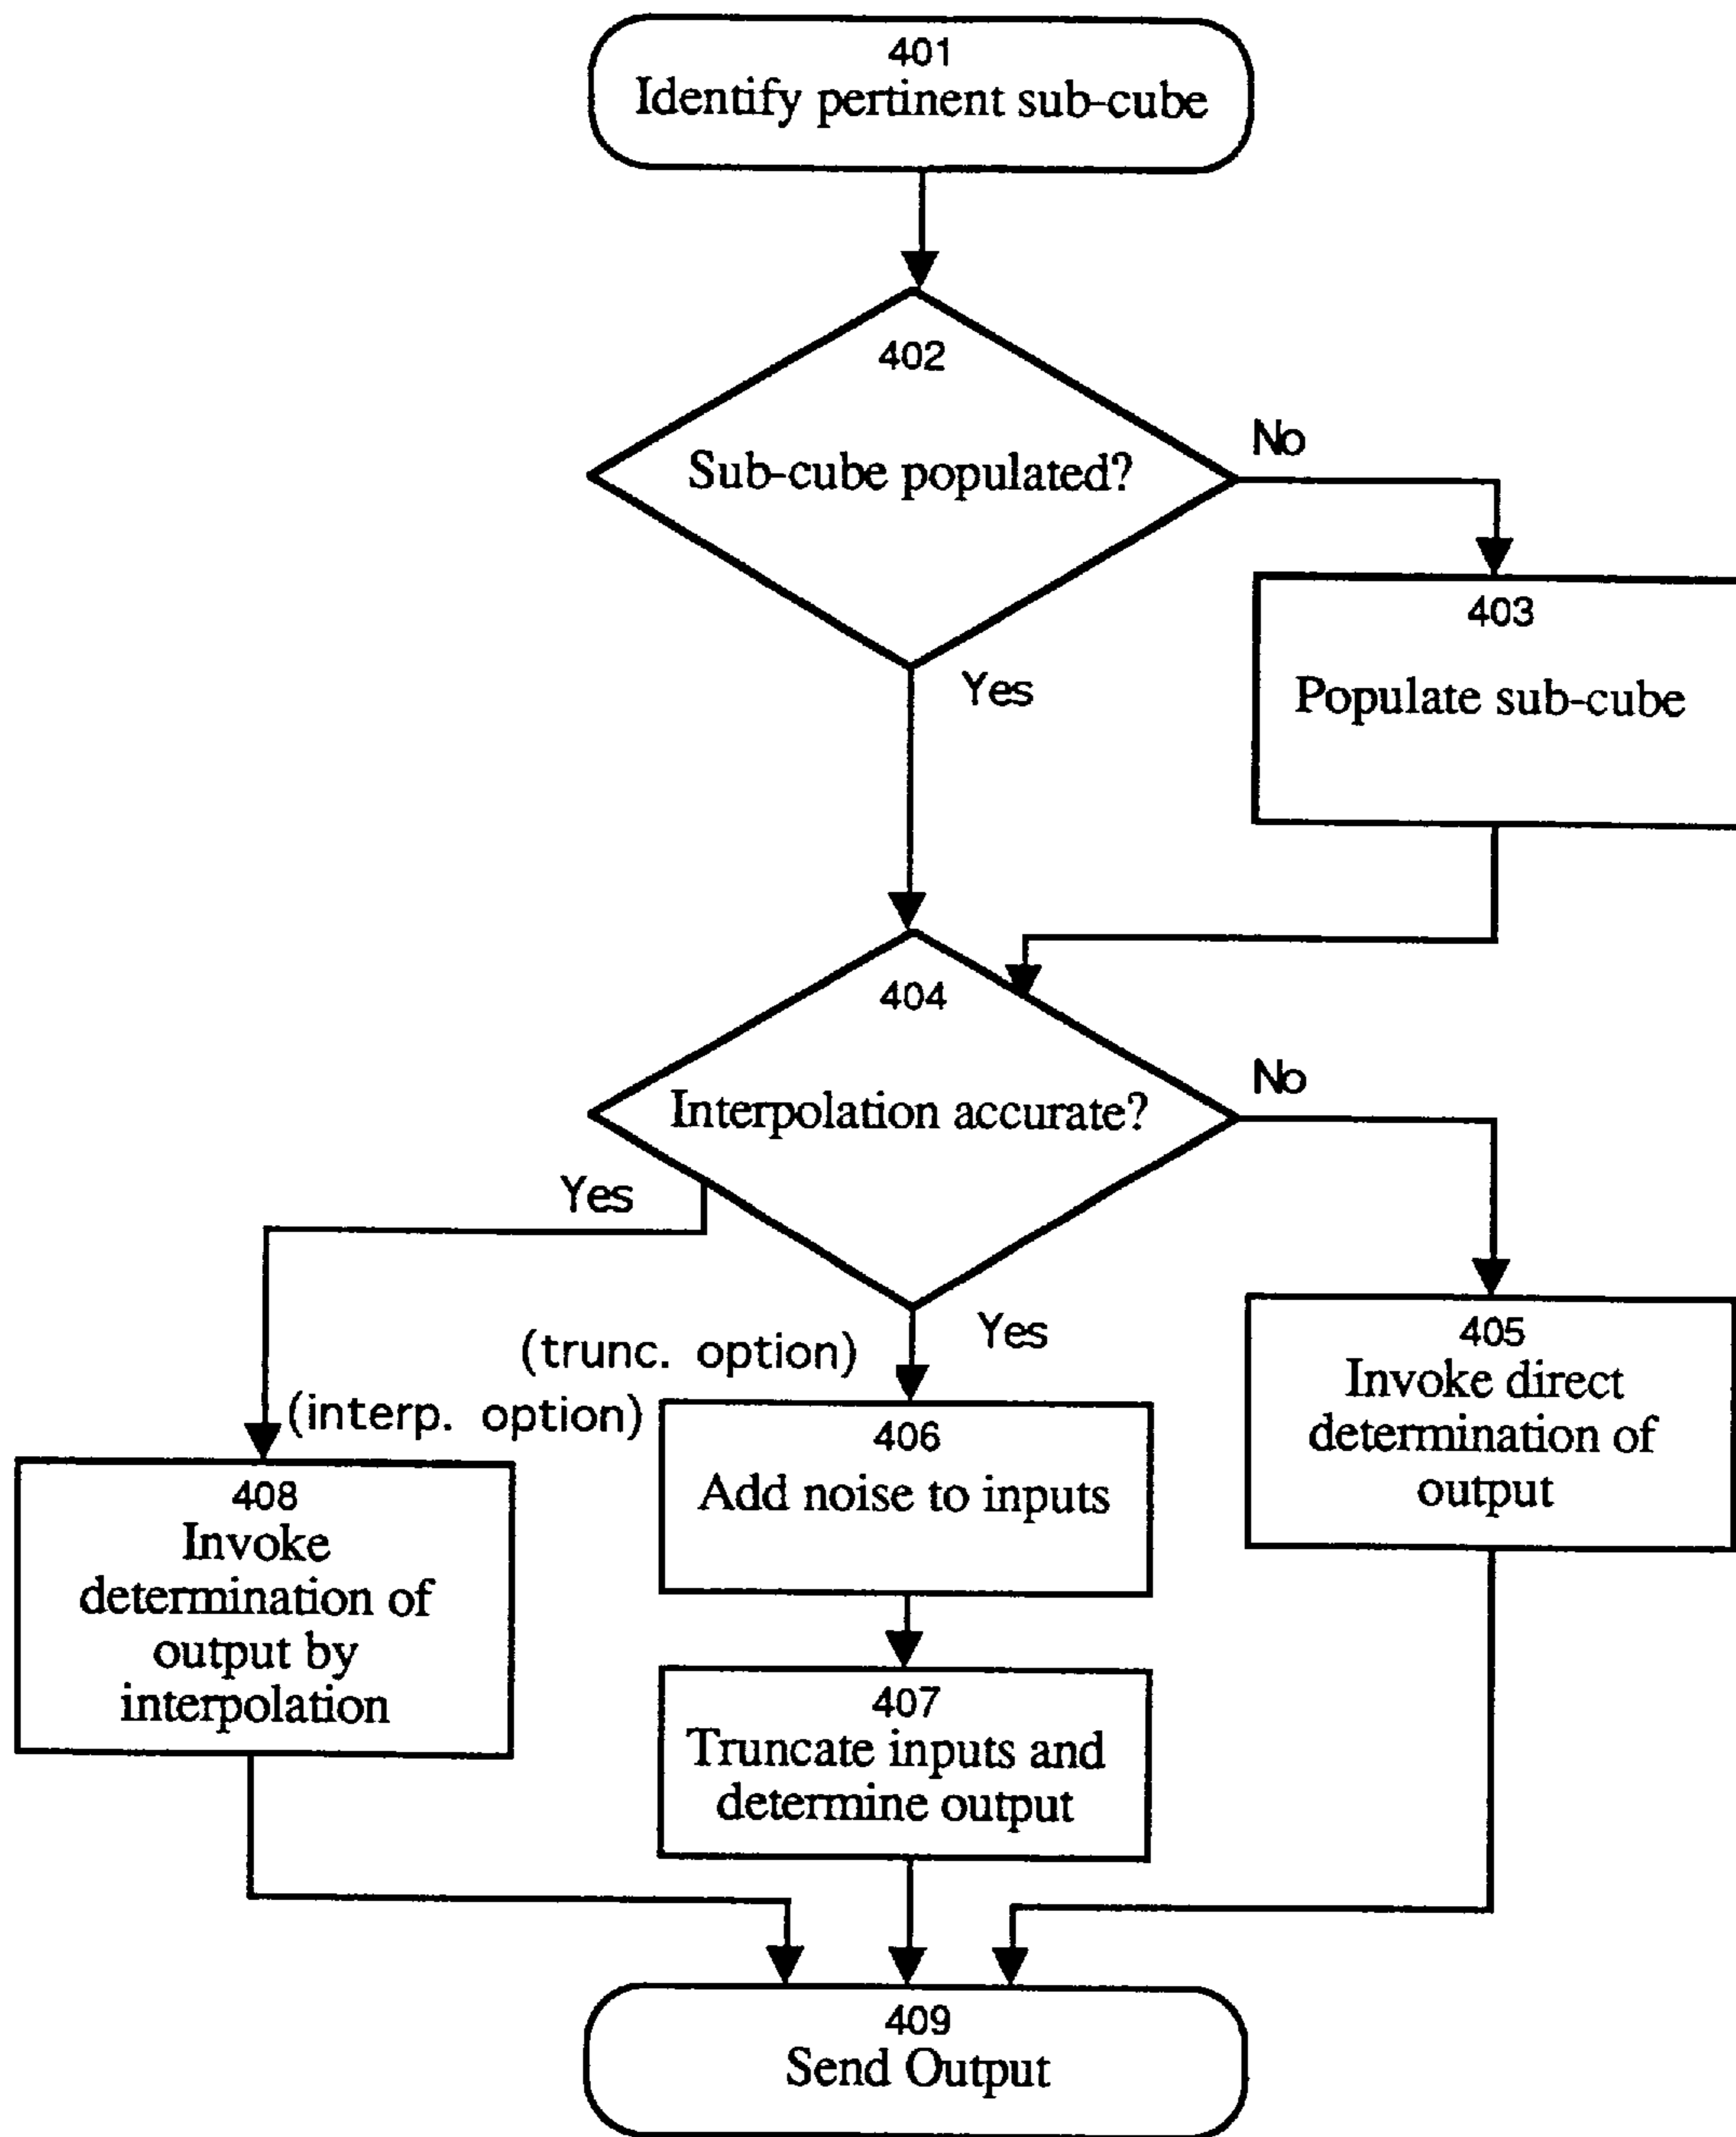 401
Identify pertinent sub-cube
402
Sub-cube populated?
No
Yes
403
Populate sub-cube
404
Interpolation accurate?
No
Yes
Yes
(trunc. option)
(interp. option)
405
Invoke direct
determination of
output
406
Add noise to inputs
408
Invoke
determination of
output by
interpolation
407
Truncate inputs and
determine output
409
Send Output